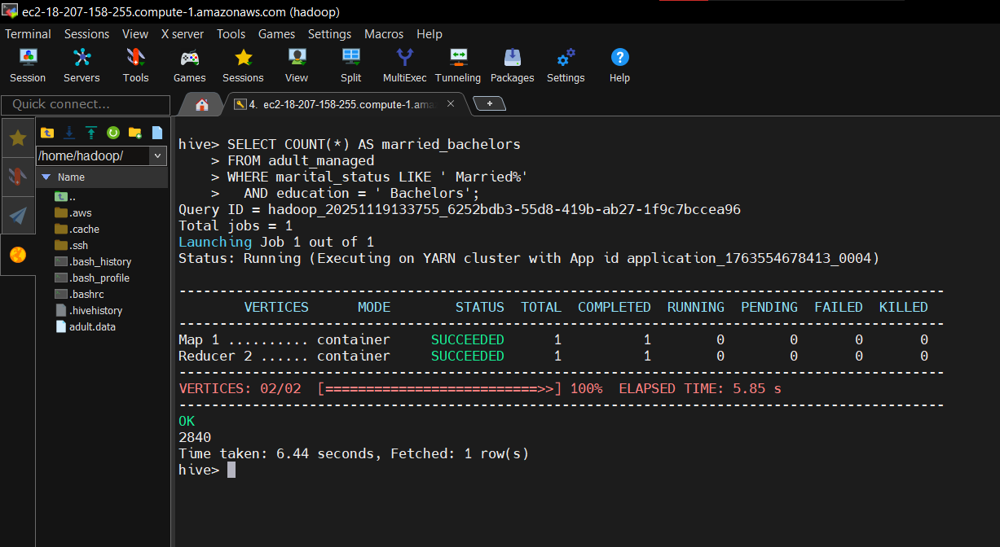 ec2-18-207-158-255.compute-1.amazonaws.com (hadoop)
Terminal Sessions View X server Tools Games Settings Macros Help
Session Servers Tools Games Sessions View Split MultiExec Tunneling Packages Settings Help
Quick connect...
4. ec2-18-207-158-255.compute-1.ama
/home/hadoop/
Name
..
.aws
.cache
.ssh
.bash_history
.bash_profile
.bashrc
.hivehistory
adult.data
hive> SELECT COUNT(*) AS married_bachelors
    > FROM adult_managed
    > WHERE marital_status LIKE ' Married%'
    >   AND education = ' Bachelors';
Query ID = hadoop_20251119133755_6252bdb3-55d8-419b-ab27-1f9c7bccea96
Total jobs = 1
Launching Job 1 out of 1
Status: Running (Executing on YARN cluster with App id application_1763554678413_0004)
----------------------------------------------------------------------------------------------
        VERTICES      MODE        STATUS  TOTAL  COMPLETED  RUNNING  PENDING  FAILED  KILLED
----------------------------------------------------------------------------------------------
Map 1 .......... container     SUCCEEDED      1          1        0        0       0       0
Reducer 2 ...... container     SUCCEEDED      1          1        0        0       0       0
----------------------------------------------------------------------------------------------
VERTICES: 02/02  [==========================>>] 100%  ELAPSED TIME: 5.85 s
----------------------------------------------------------------------------------------------
OK
2840
Time taken: 6.44 seconds, Fetched: 1 row(s)
hive>